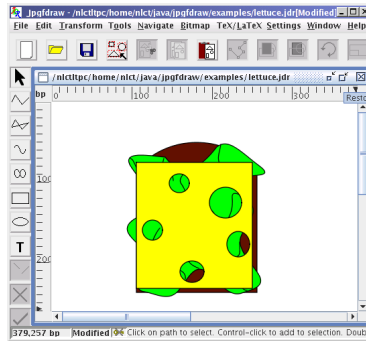 Jpgfdraw - /nlctltpc/home/nlct/java/jpgfdraw/examples/lettuce.jdr[Modified]
File Edit Transform Tools Navigate Bitmap TeX/LaTeX Settings Window Help
/nlctltpc/home/nlct/java/jpgfdraw/examples/lettuce.jdr
bp 0 100 200 300
Resto
100
200
T
379,257 bp Modified Click on path to select. Control-click to add to selection. Doub